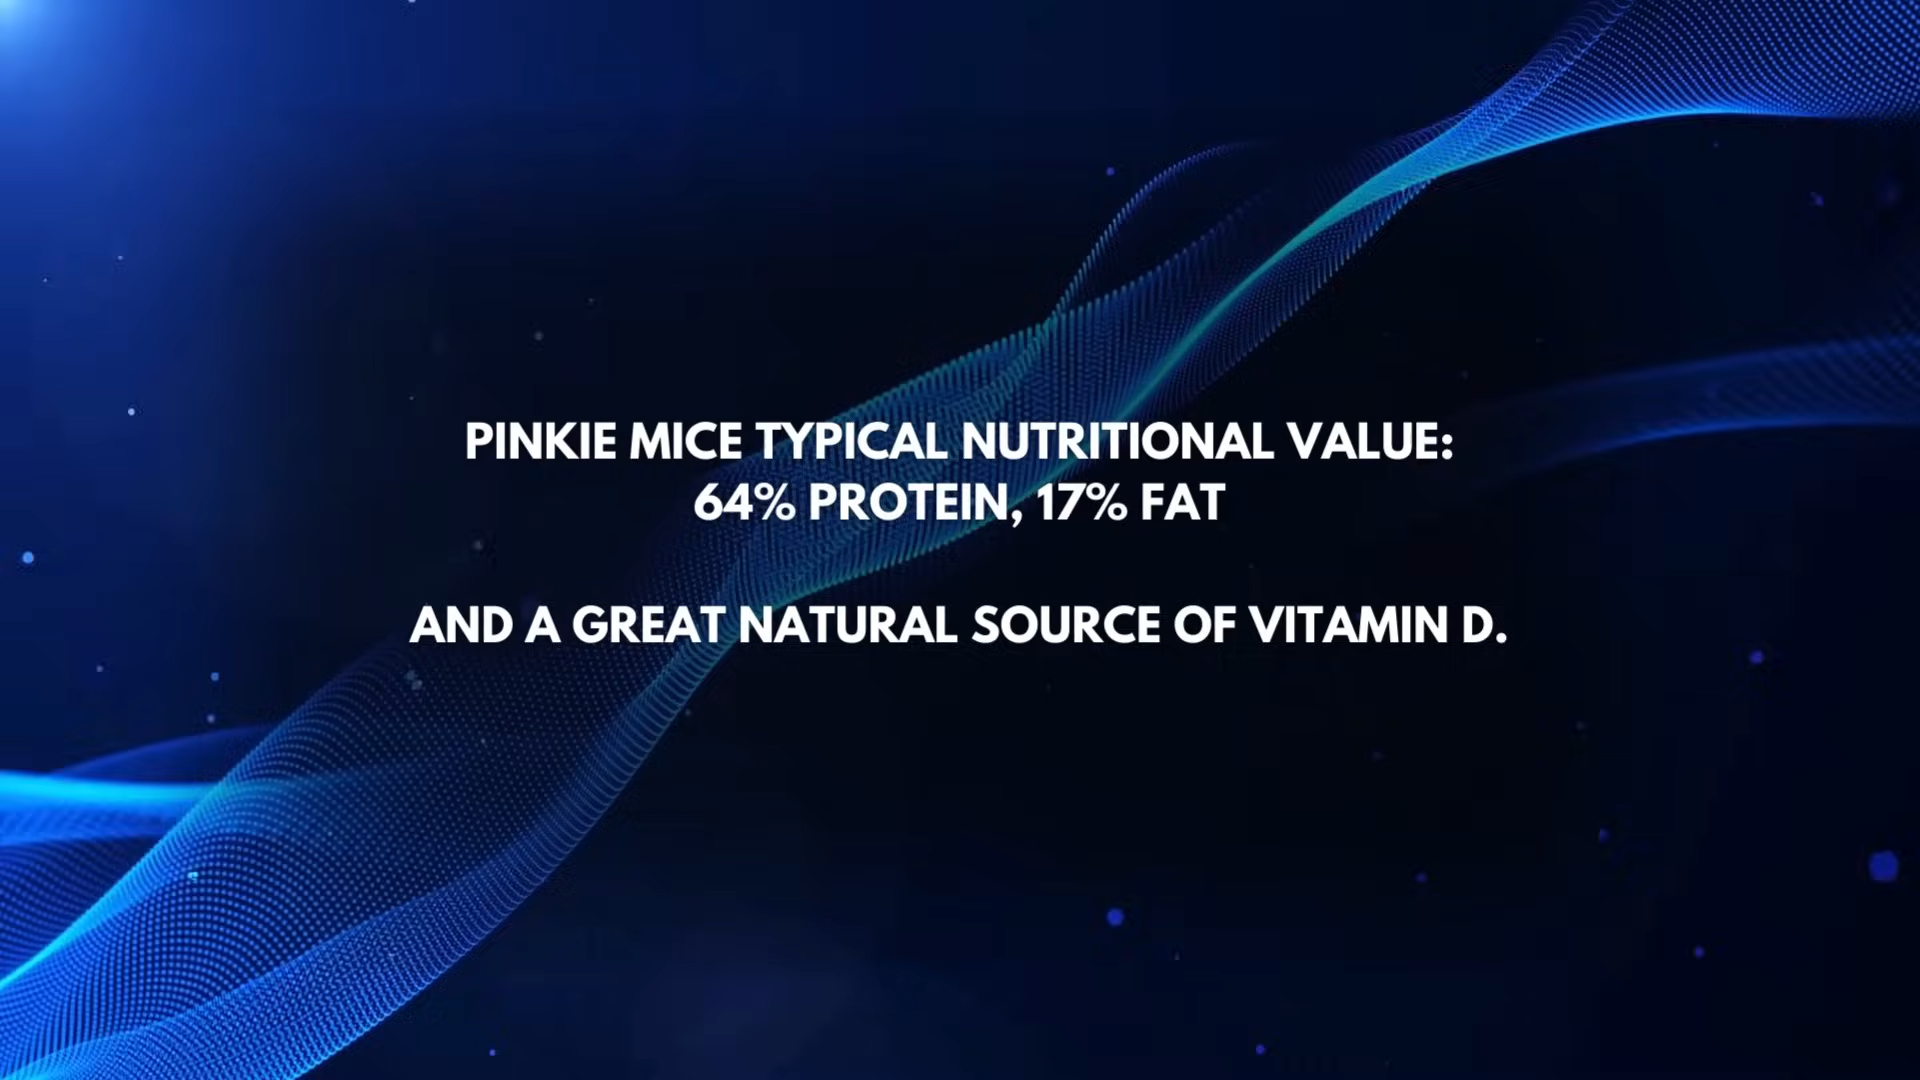 PINKIE MICE TYPICAL NUTRITIONAL VALUE:
64% PROTEIN, 17% FAT
AND A GREAT NATURAL SOURCE OF VITAMIN D.